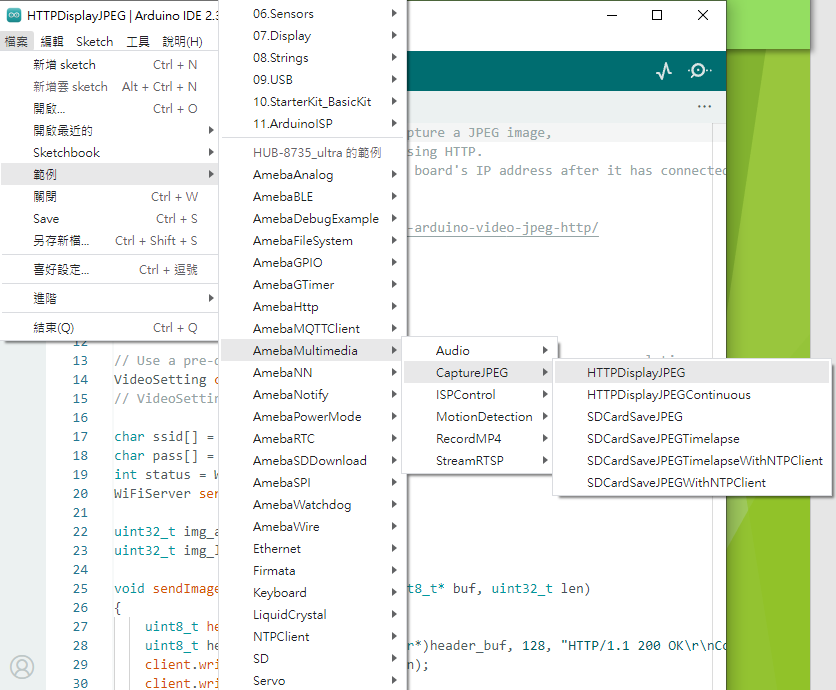 HTTPDisplayJPEG | Arduino IDE 2.3
檔案 編輯 Sketch 工具 說明(H)
新增 sketch Ctrl + N
新增雲 sketch Alt + Ctrl + N
開啟... Ctrl + O
開啟最近的
Sketchbook
範例
關閉 Ctrl + W
Save Ctrl + S
另存新檔... Ctrl + Shift + S
喜好設定... Ctrl + 逗號
進階
結束(Q) Ctrl + Q
06.Sensors
07.Display
08.Strings
09.USB
10.StarterKit_BasicKit
11.ArduinoISP
HUB-8735_ultra 的範例
AmebaAnalog
AmebaBLE
AmebaDebugExample
AmebaFileSystem
AmebaGPIO
AmebaGTimer
AmebaHttp
AmebaMQTTClient
AmebaMultimedia
AmebaNN
AmebaNotify
AmebaPowerMode
AmebaRTC
AmebaSDDownload
AmebaSPI
AmebaWatchdog
AmebaWire
Ethernet
Firmata
Keyboard
LiquidCrystal
NTPClient
SD
Servo
Audio
CaptureJPEG
ISPControl
MotionDetection
RecordMP4
StreamRTSP
HTTPDisplayJPEG
HTTPDisplayJPEGContinuous
SDCardSaveJPEG
SDCardSaveJPEGTimelapse
SDCardSaveJPEGTimelapseWithNTPClient
SDCardSaveJPEGWithNTPClient
pture a JPEG image,
sing HTTP.
board's IP address after it has connected
-arduino-video-jpeg-http/
12
13 // Use a pre-d
14 VideoSetting c
15 // VideoSettin
16
17 char ssid[] =
18 char pass[] =
19 int status = W
20 WiFiServer ser
21
22 uint32_t img_a
23 uint32_t img_l
24
25 void sendImage t8_t* buf, uint32_t len)
26 {
27 uint8_t he
28 uint8_t he r*)header_buf, 128, "HTTP/1.1 200 OK\r\nCo
29 client.wri n);
30 client.wri